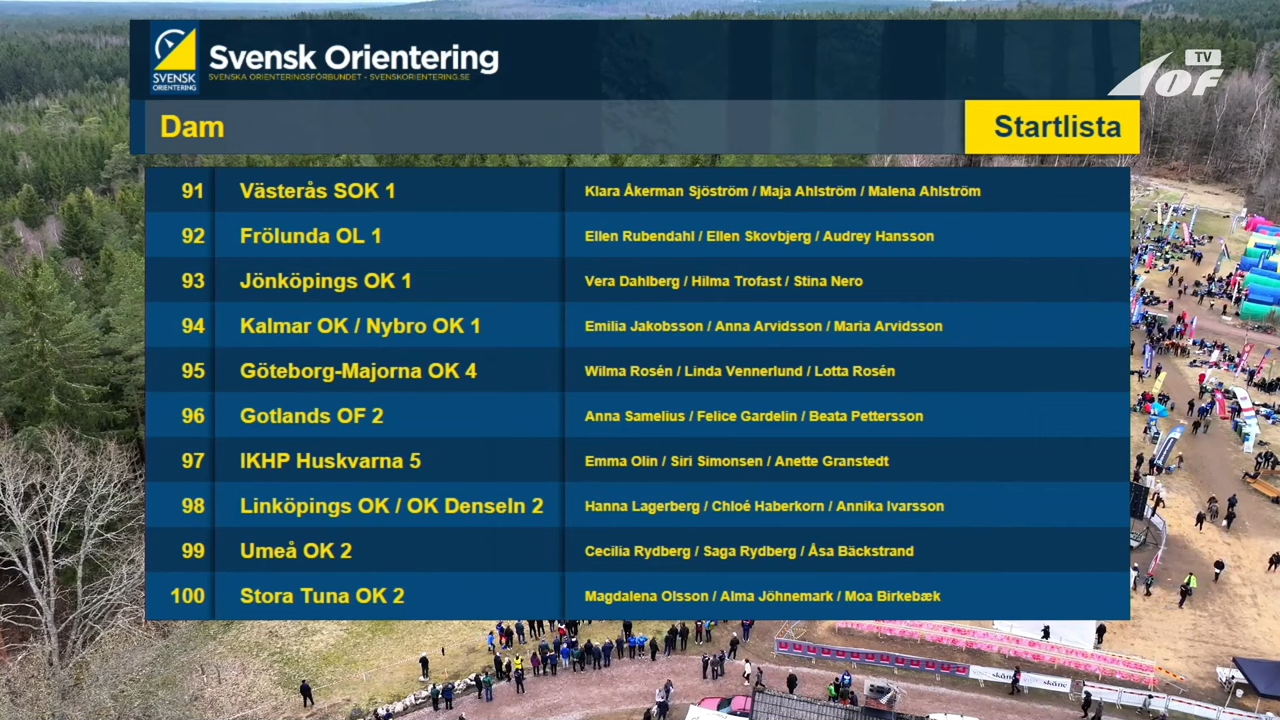 SVENSK
ORIENTERING
Svensk Orientering
SVENSKA ORIENTERINGSFÖRBUNDET - SVENSKORIENTERING.SE
TV
OF
Dam
Startlista
91 Västerås SOK 1 Klara Åkerman Sjöström / Maja Ahlström / Malena Ahlström
92 Frölunda OL 1 Ellen Rubendahl / Ellen Skovbjerg / Audrey Hansson
93 Jönköpings OK 1 Vera Dahlberg / Hilma Trofast / Stina Nero
94 Kalmar OK / Nybro OK 1 Emilia Jakobsson / Anna Arvidsson / Maria Arvidsson
95 Göteborg-Majorna OK 4 Wilma Rosén / Linda Vennerlund / Lotta Rosén
96 Gotlands OF 2 Anna Samelius / Felice Gardelin / Beata Pettersson
97 IKHP Huskvarna 5 Emma Olin / Siri Simonsen / Anette Granstedt
98 Linköpings OK / OK Denseln 2 Hanna Lagerberg / Chloé Haberkorn / Annika Ivarsson
99 Umeå OK 2 Cecilia Rydberg / Saga Rydberg / Åsa Bäckstrand
100 Stora Tuna OK 2 Magdalena Olsson / Alma Jöhnemark / Moa Birkebæk
skåne